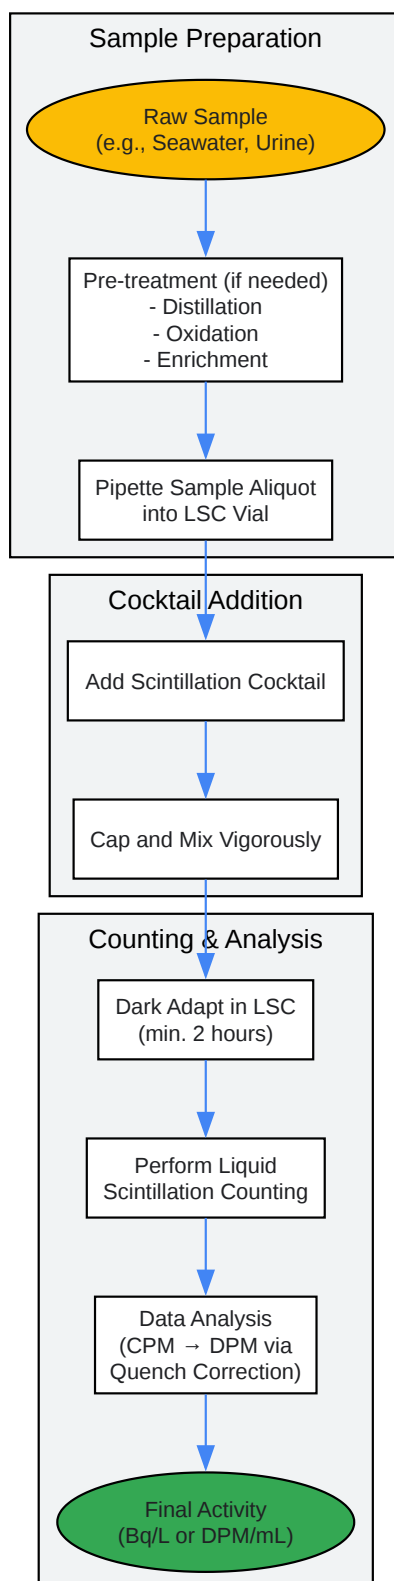 Sample Preparation
Raw Sample
(e.g., Seawater, Urine)
Pre-treatment (if needed)
- Distillation
- Oxidation
- Enrichment
Pipette Sample Aliquot
into LSC Vial
Cocktail Addition
Add Scintillation Cocktail
Cap and Mix Vigorously
Counting & Analysis
Dark Adapt in LSC
(min. 2 hours)
Perform Liquid
Scintillation Counting
Data Analysis
(CPM → DPM via
Quench Correction)
Final Activity
(Bq/L or DPM/mL)